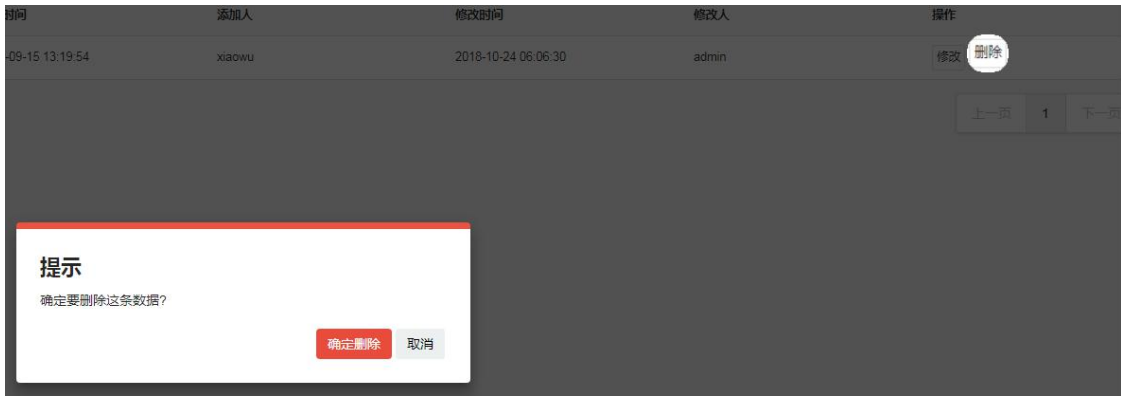 时间 添加人 修改时间 修改人 操作
-09-15 13:19:54 xiaowu 2018-10-24 06:06:30 admin 修改 删除
上一页 1 下一页
提示
确定要删除这条数据?
确定删除 取消